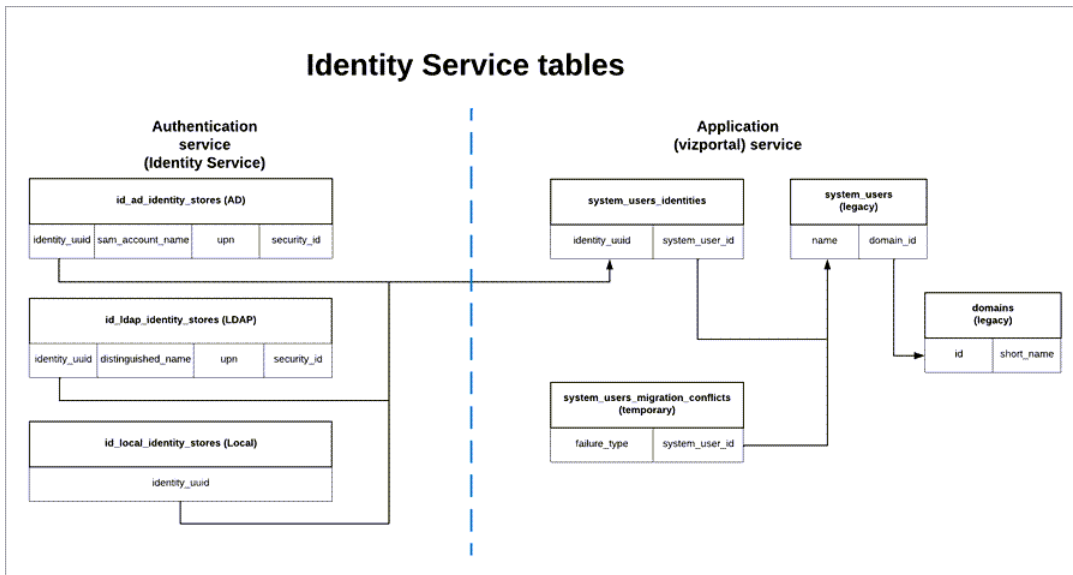 Identity Service tables
Authentication
service
(Identity Service)
id_ad_identity_stores (AD)
identity_uuid sam_account_name upn security_id
id_ldap_identity_stores (LDAP)
identity_uuid distinguished_name upn security_id
id_local_identity_stores (Local)
identity_uuid
Application
(vizportal) service
system_users_identities
identity_uuid system_user_id
system_users
(legacy)
name domain_id
domains
(legacy)
id short_name
system_users_migration_conflicts
(temporary)
failure_type system_user_id